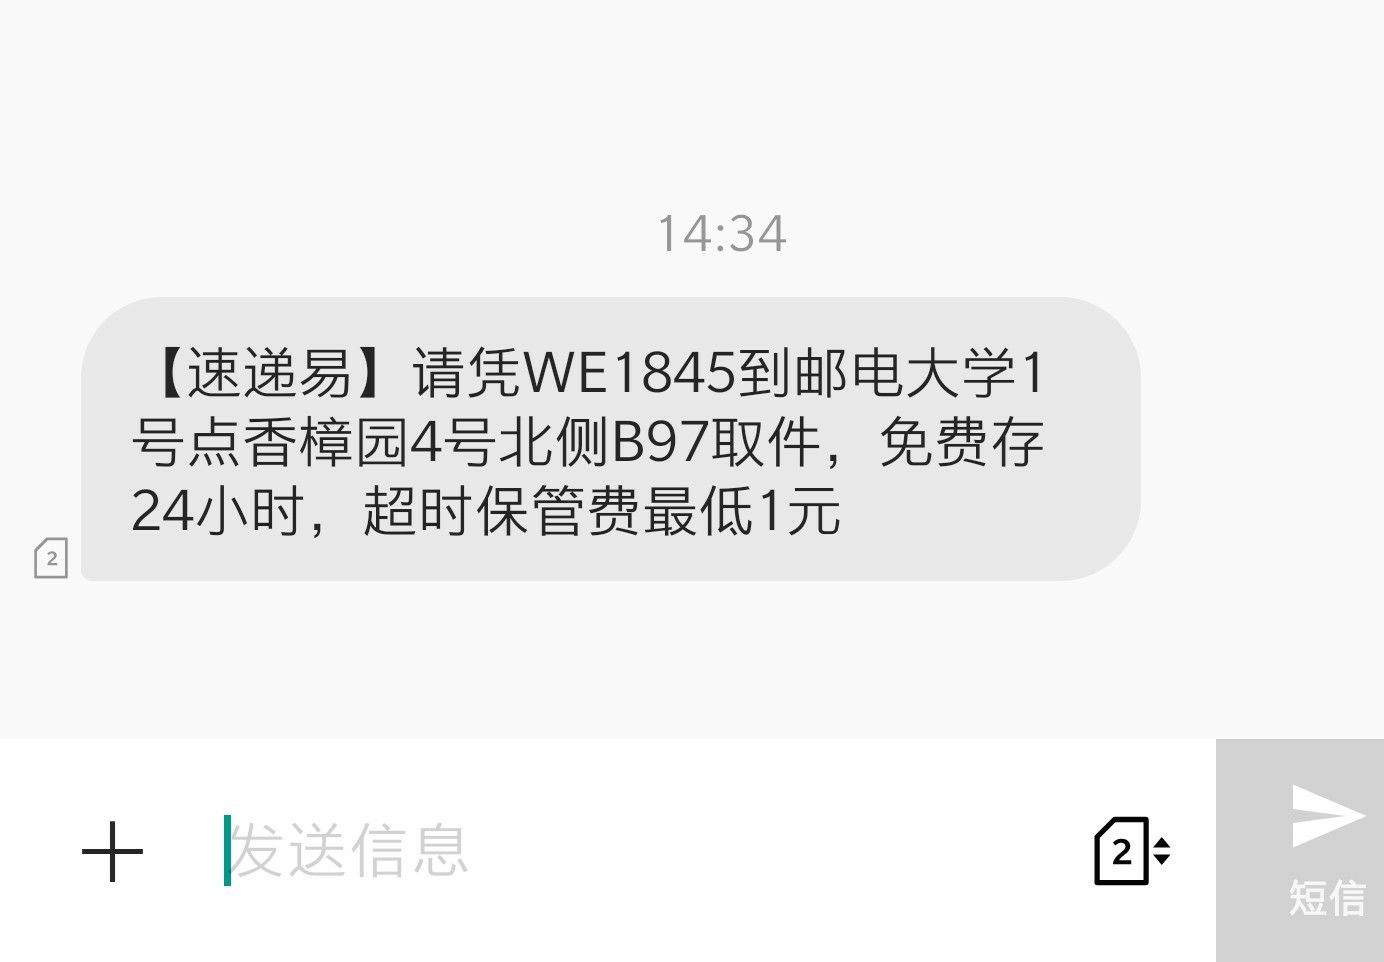 14:34
【速递易】请凭WE1845到邮电大学1
号点香樟园4号北侧B97取件，免费存
24小时，超时保管费最低1元
2
发送信息
2
短信